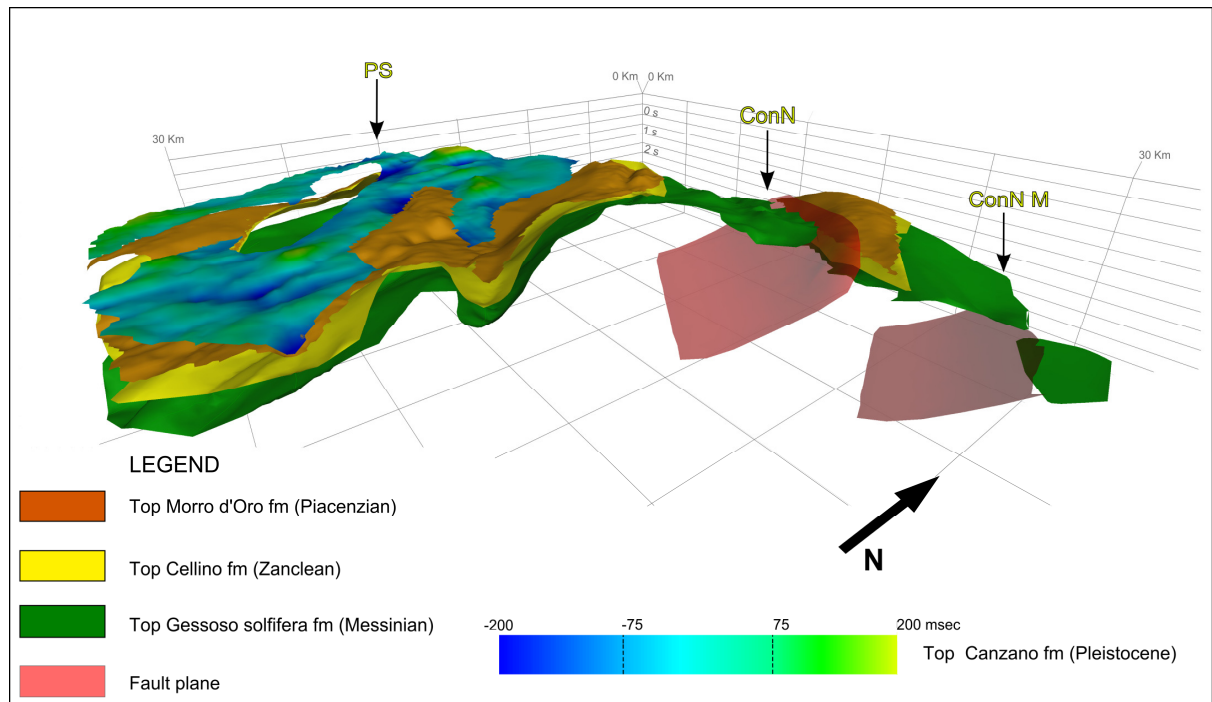 PS
0 Km 0 Km
ConN
30 Km
0 s
1 s
2 s
30 Km
ConN M
N
LEGEND
Top Morro d'Oro fm (Piacenzian)
Top Cellino fm (Zanclean)
Top Gessoso solfifera fm (Messinian)
Fault plane
-200 -75 75 200 msec
Top Canzano fm (Pleistocene)